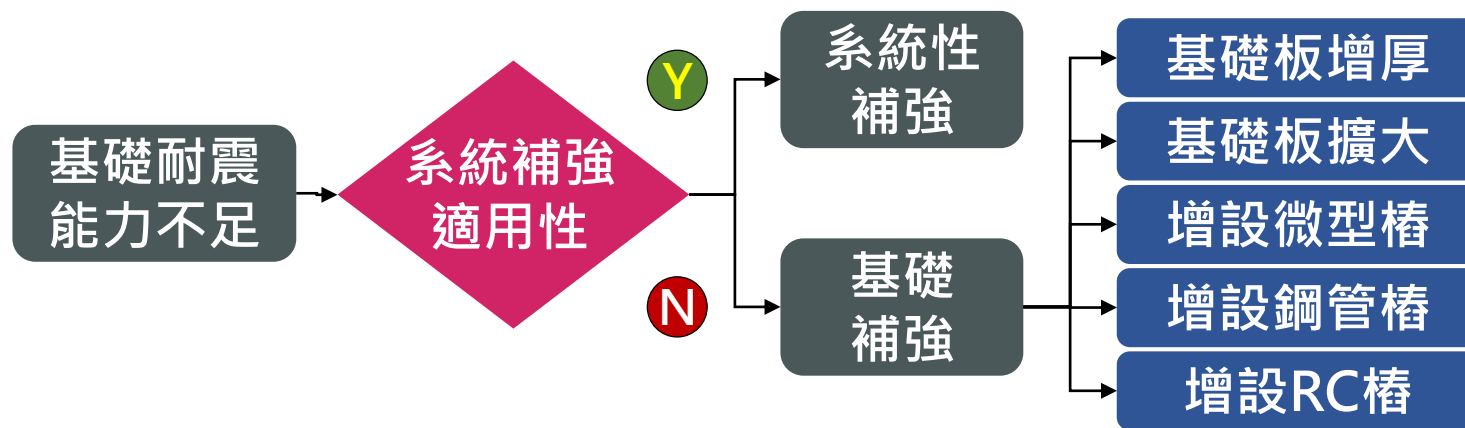 基礎耐震
能力不足
系統補強
適用性
Y
N
系統性
補強
基礎
補強
基礎板增厚
基礎板擴大
增設微型樁
增設鋼管樁
增設RC樁